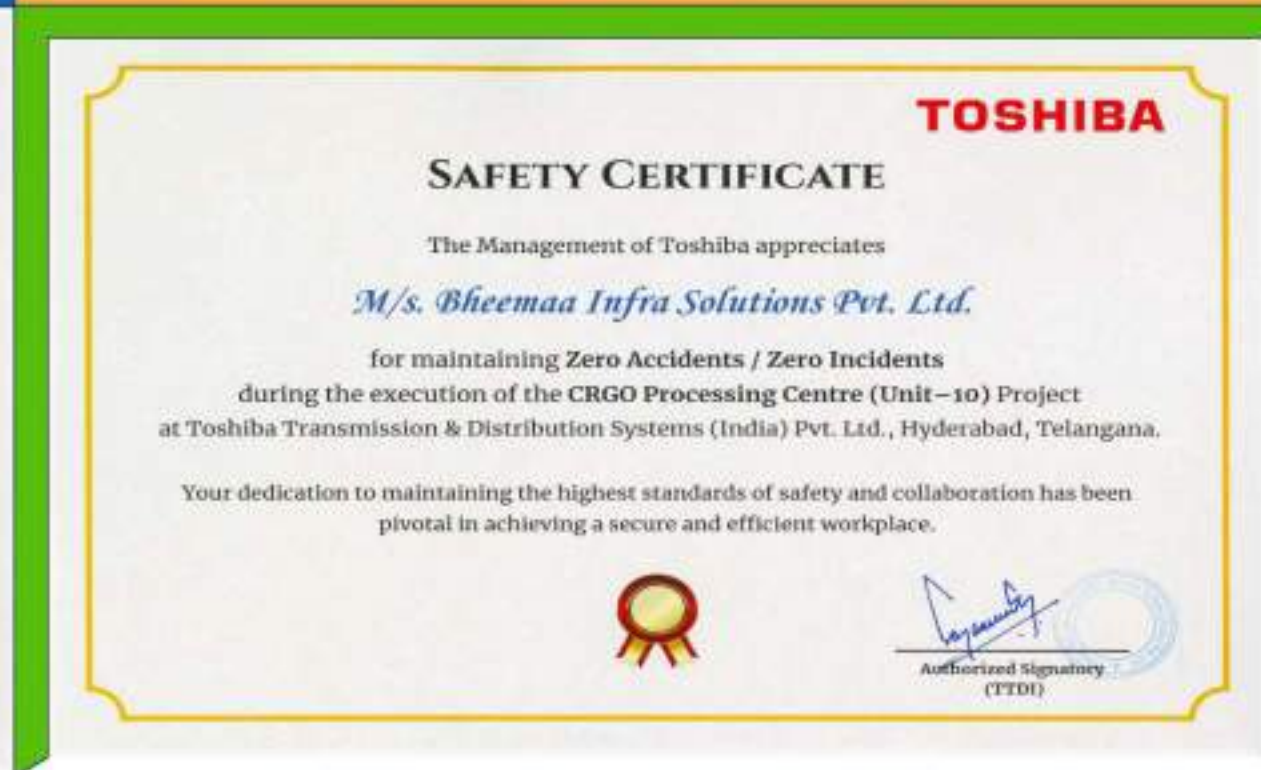 TOSHIBA
SAFETY CERTIFICATE
The Management of Toshiba appreciates
M/s. Bheemaa Infra Solutions Pvt. Ltd.
for maintaining Zero Accidents / Zero Incidents
during the execution of the CRGO Processing Centre (Unit-10) Project
at Toshiba Transmission & Distribution Systems (India) Pvt. Ltd., Hyderabad, Telangana.
Your dedication to maintaining the highest standards of safety and collaboration has been
pivotal in achieving a secure and efficient workplace.
Authorized Signatory
(TTDI)